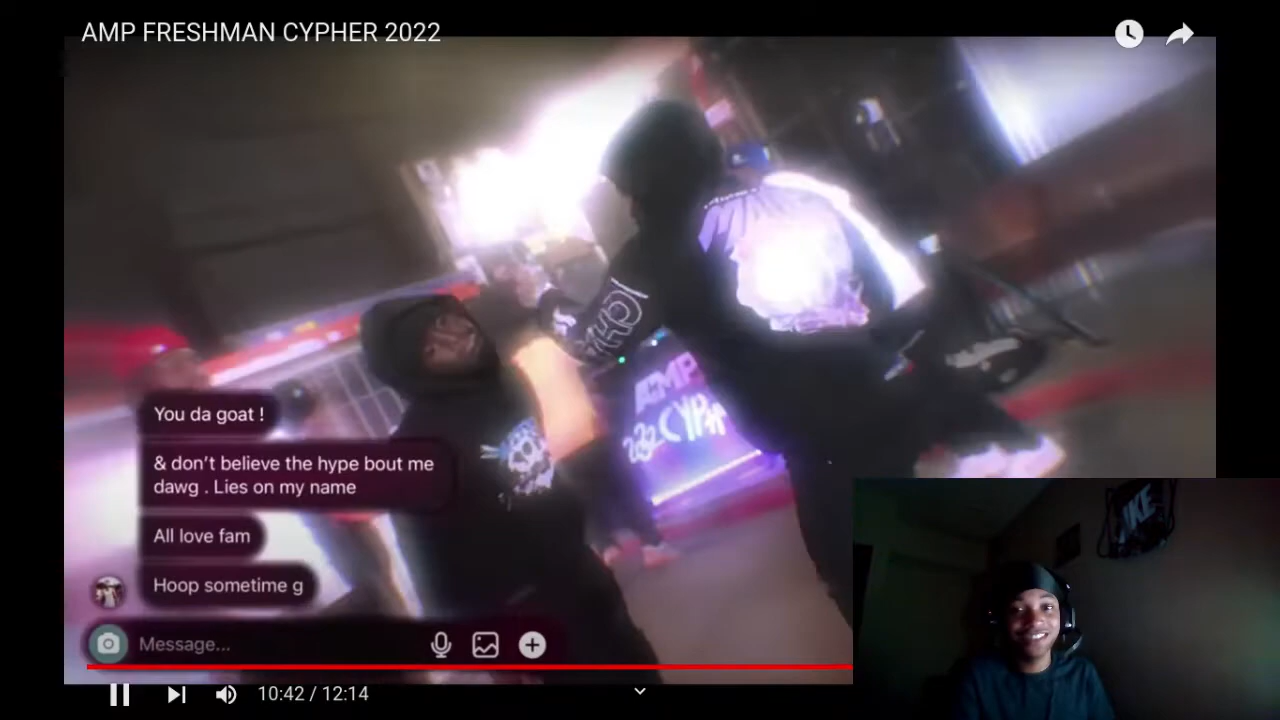 AMP FRESHMAN CYPHER 2022
AMP
CYPH
You da goat !
& don't believe the hype bout me
dawg . Lies on my name
All love fam
Hoop sometime g
Message...
10:42 / 12:14